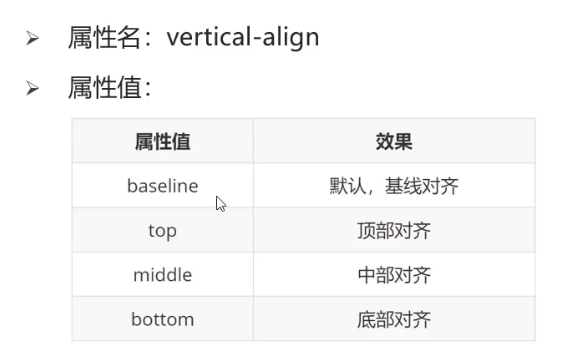 属性名：vertical-align
属性值：
属性值 效果
baseline 默认，基线对齐
top 顶部对齐
middle 中部对齐
bottom 底部对齐